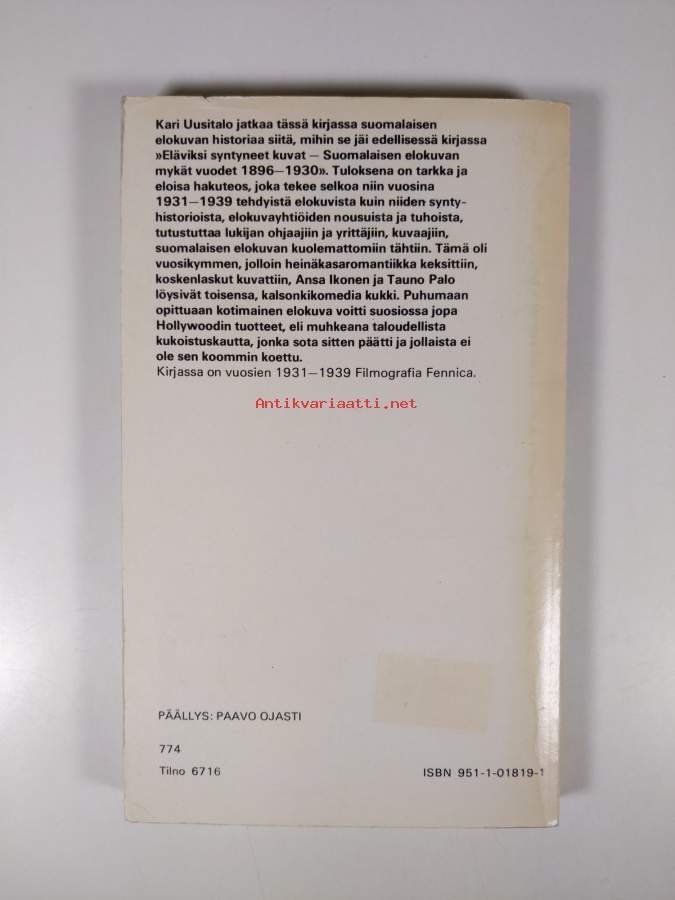 Kari Uusitalo jatkaa tässä kirjassa suomalaisen
elokuvan historiaa siitä, mihin se jäi edellisessä kirjassa
»Eläviksi syntyneet kuvat – Suomalaisen elokuvan
mykät vuodet 1896–1930». Tuloksena on tarkka ja
eloisa hakuteos, joka tekee selkoa niin vuosina
1931–1939 tehdyistä elokuvista kuin niiden synty-
historioista, elokuvayhtiöiden nousuista ja tuhoista,
tutustuttaa lukijan ohjaajiin ja yrittäjiin, kuvaajiin,
suomalaisen elokuvan kuolemattomiin tähtiin. Tämä oli
vuosikymmen, jolloin heinäkasaromantiikka keksittiin,
koskenlaskut kuvattiin, Ansa Ikonen ja Tauno Palo
löysivät toisensa, kalsonkikomedia kukki. Puhumaan
opittuaan kotimainen elokuva voitti suosiossa jopa
Hollywoodin tuotteet, eli muhkeana taloudellista
kukoistuskautta, jonka sota sitten päätti ja jollaista ei
ole sen koommin koettu.
Kirjassa on vuosien 1931–1939 Filmografia Fennica.
Antikvariaatti.net
PÄÄLLYS: PAAVO OJASTI
774
Tilno 6716
ISBN 951-1-01819-1